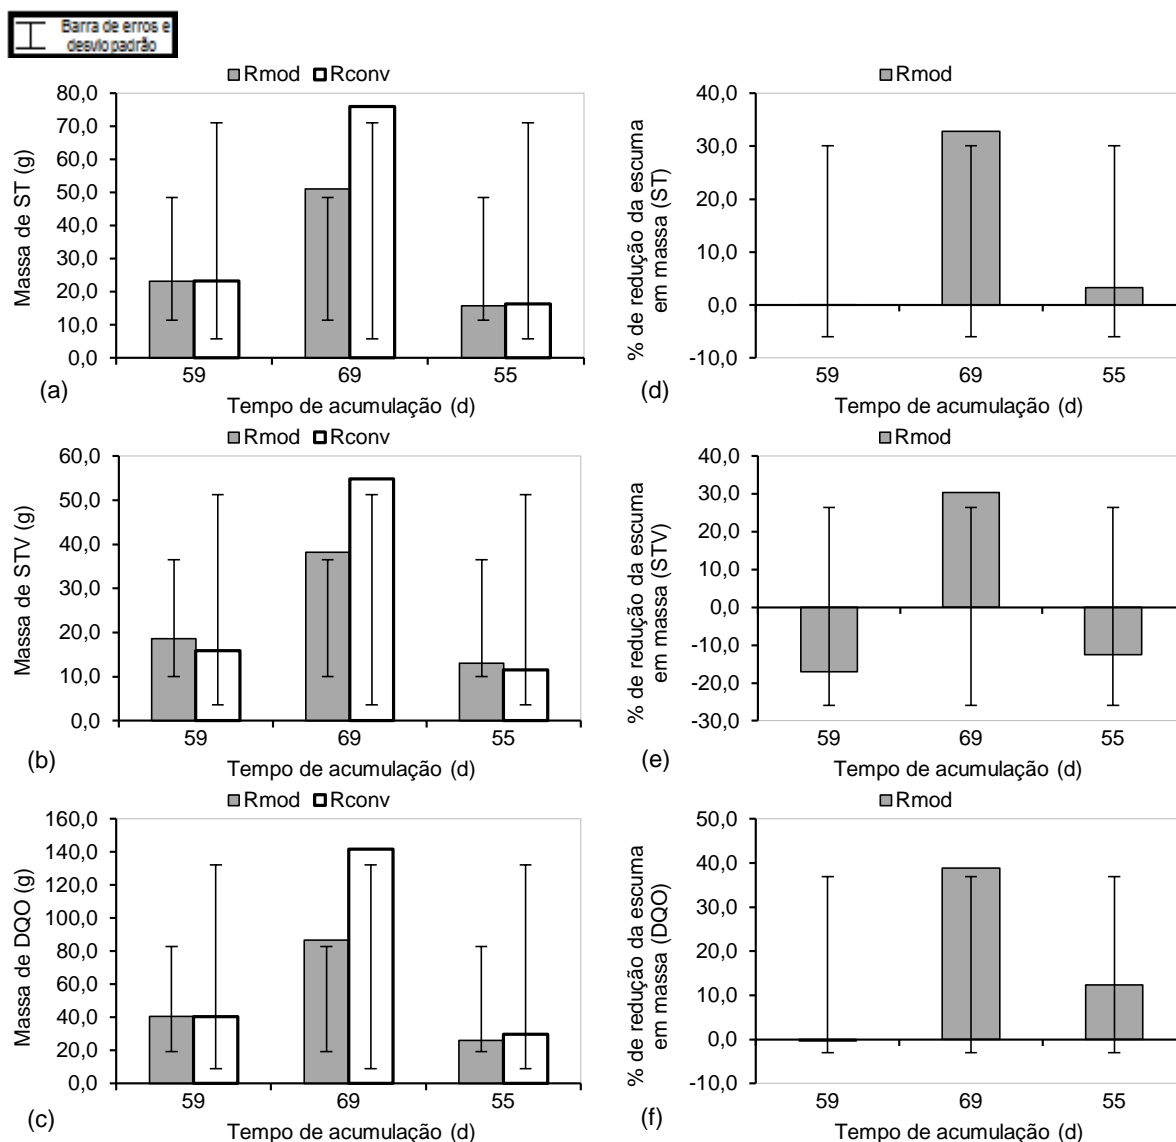 Barra de erros e
desvio padrão
Rmod Rconv
80,0
70,0
60,0
50,0
40,0
30,0
20,0
10,0
0,0
Massa de ST (g)
59 69 55
(a)
Tempo de acumulação (d)
Rmod
40,0
30,0
20,0
10,0
0,0
-10,0
% de redução da escuma
em massa (ST)
59 69 55
(d)
Tempo de acumulação (d)
Rmod Rconv
60,0
50,0
40,0
30,0
20,0
10,0
0,0
Massa de STV (g)
59 69 55
(b)
Tempo de acumulação (d)
Rmod
40,0
30,0
20,0
10,0
0,0
-10,0
-20,0
-30,0
% de redução da escuma
em massa (STV)
59 69 55
(e)
Tempo de acumulação (d)
Rmod Rconv
160,0
140,0
120,0
100,0
80,0
60,0
40,0
20,0
0,0
Massa de DQO (g)
59 69 55
(c)
Tempo de acumulação (d)
Rmod
50,0
40,0
30,0
20,0
10,0
0,0
-10,0
% de redução da escuma
em massa (DQO)
59 69 55
(f)
Tempo de acumulação (d)